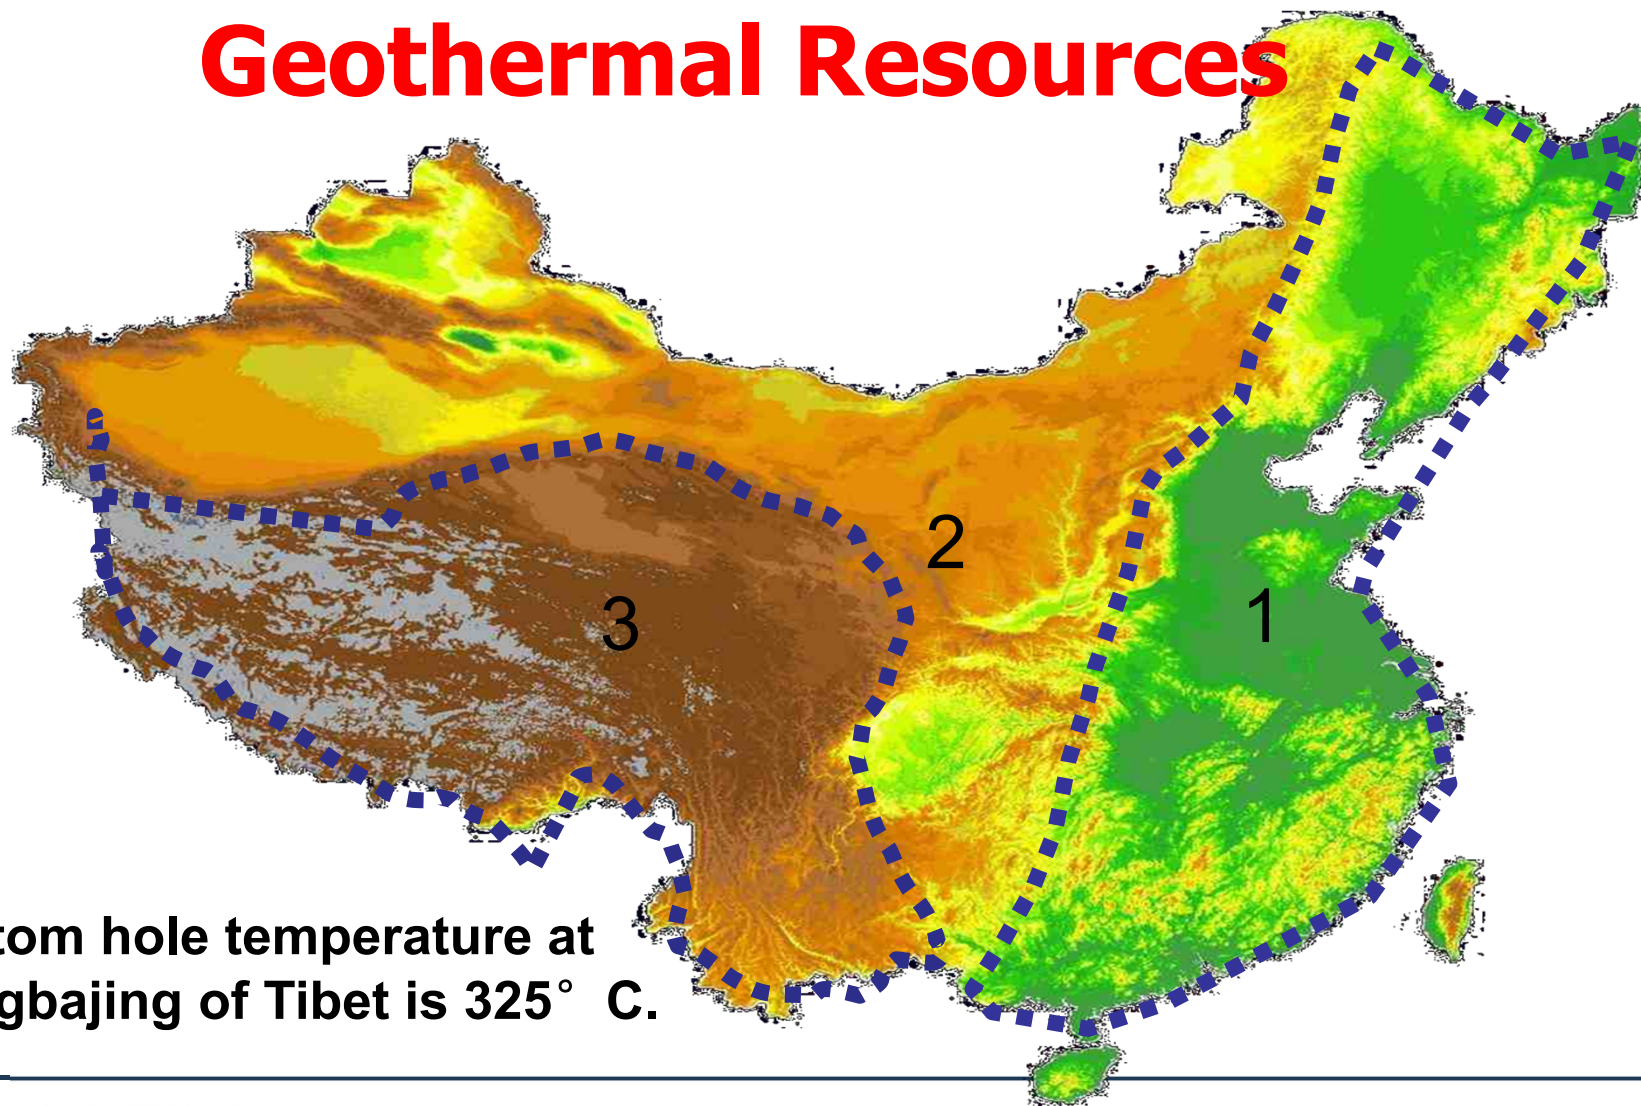 Geothermal Resources
2
3
1
tom hole temperature at
gbajing of Tibet is 325° C.